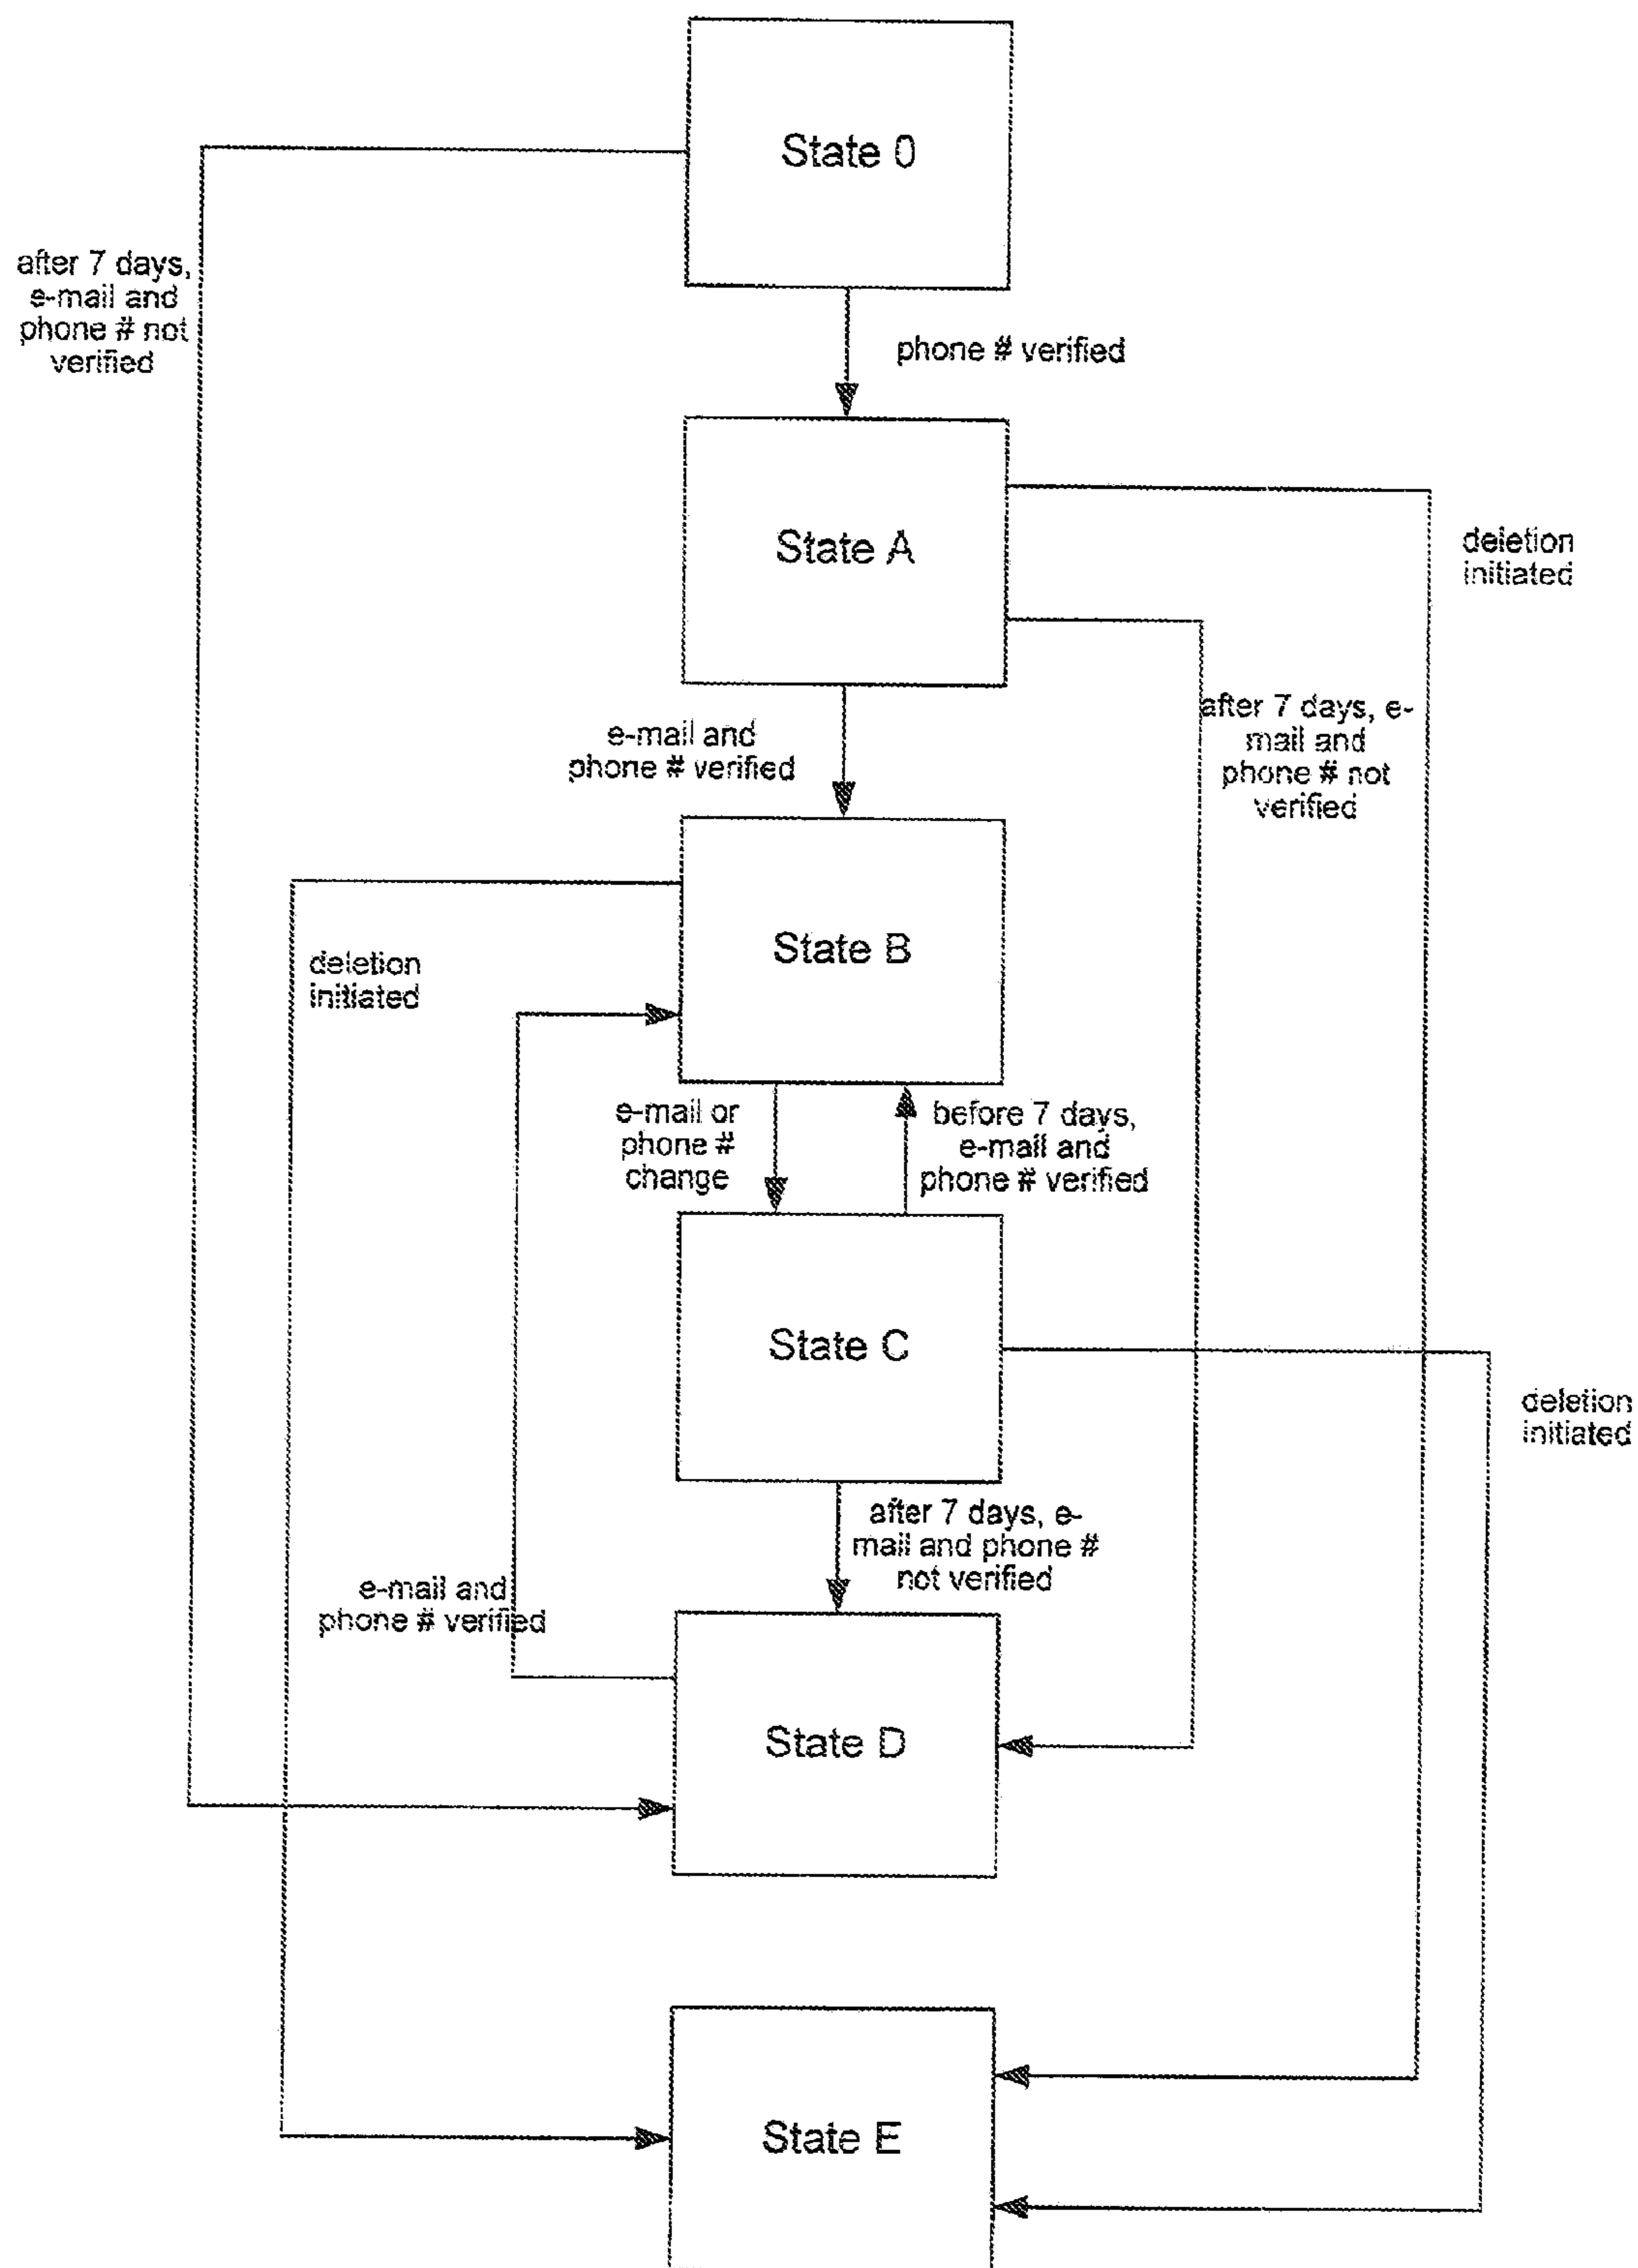 State 0
after 7 days,
e-mail and
phone # not
verified
phone # verified
State A
deletion
initiated
after 7 days, e-
mail and
phone # not
verified
e-mail and
phone # verified
State B
deletion
initiated
e-mail or
phone #
change
before 7 days,
e-mail and
phone # verified
State C
deletion
initiated
after 7 days, e-
mail and phone #
not verified
e-mail and
phone # verified
State D
State E